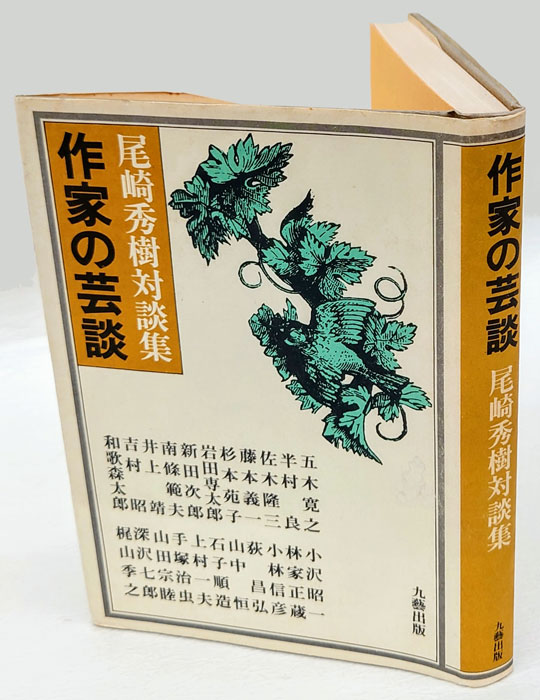 尾崎秀樹対談集
作家の芸談
五木寛之
半村良
佐木隆三
藤本義一
杉本苑子
岩田専太郎
新田次郎
南條範夫
井上靖
吉村昭
和歌森太郎
小沢昭一
林家正蔵
小林信彦
荻昌弘
山中恒
石子順造
上村一夫
手塚治虫
山田宗睦
深沢七郎
梶山季之
九藝出版
作家の芸談
尾崎秀樹対談集
九藝出版